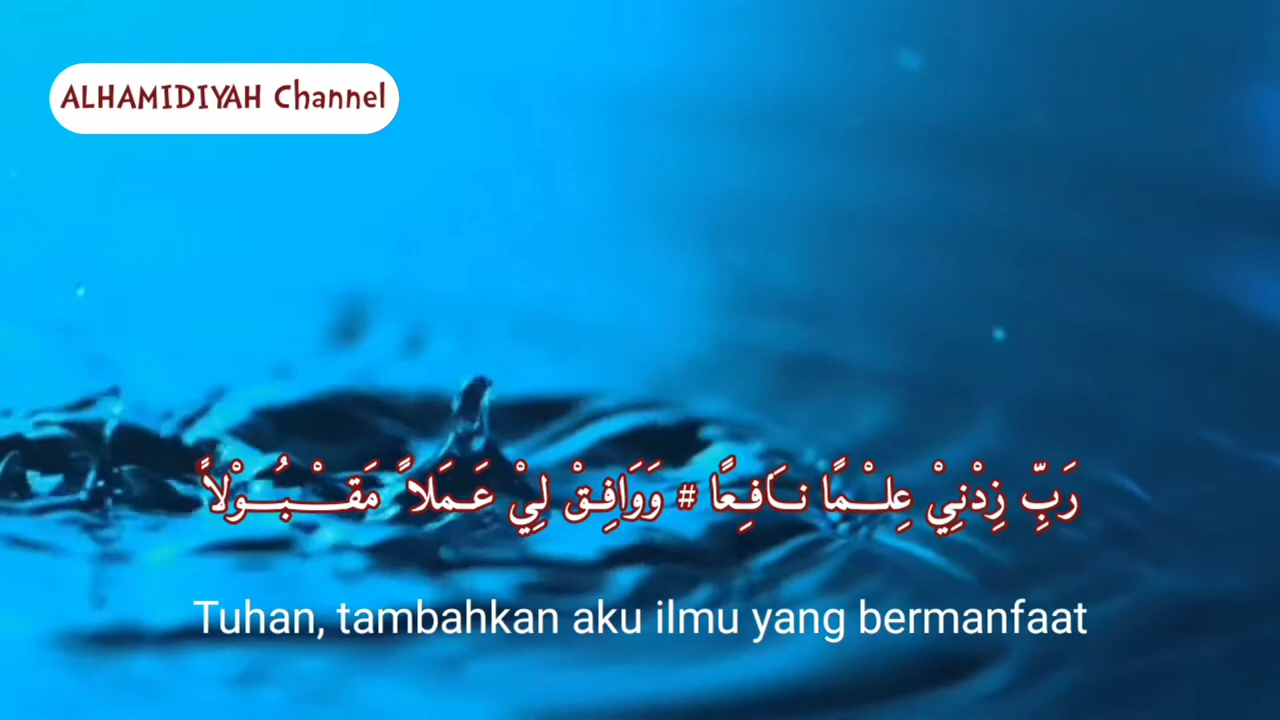 ALHAMIDIYAH Channel
رَبِّ زِدْنِيْ عِلْمًا نَافِعًا # وَوَافِقْ لِيْ عَمَلاً مَقْبُوْلاً
Tuhan, tambahkan aku ilmu yang bermanfaat